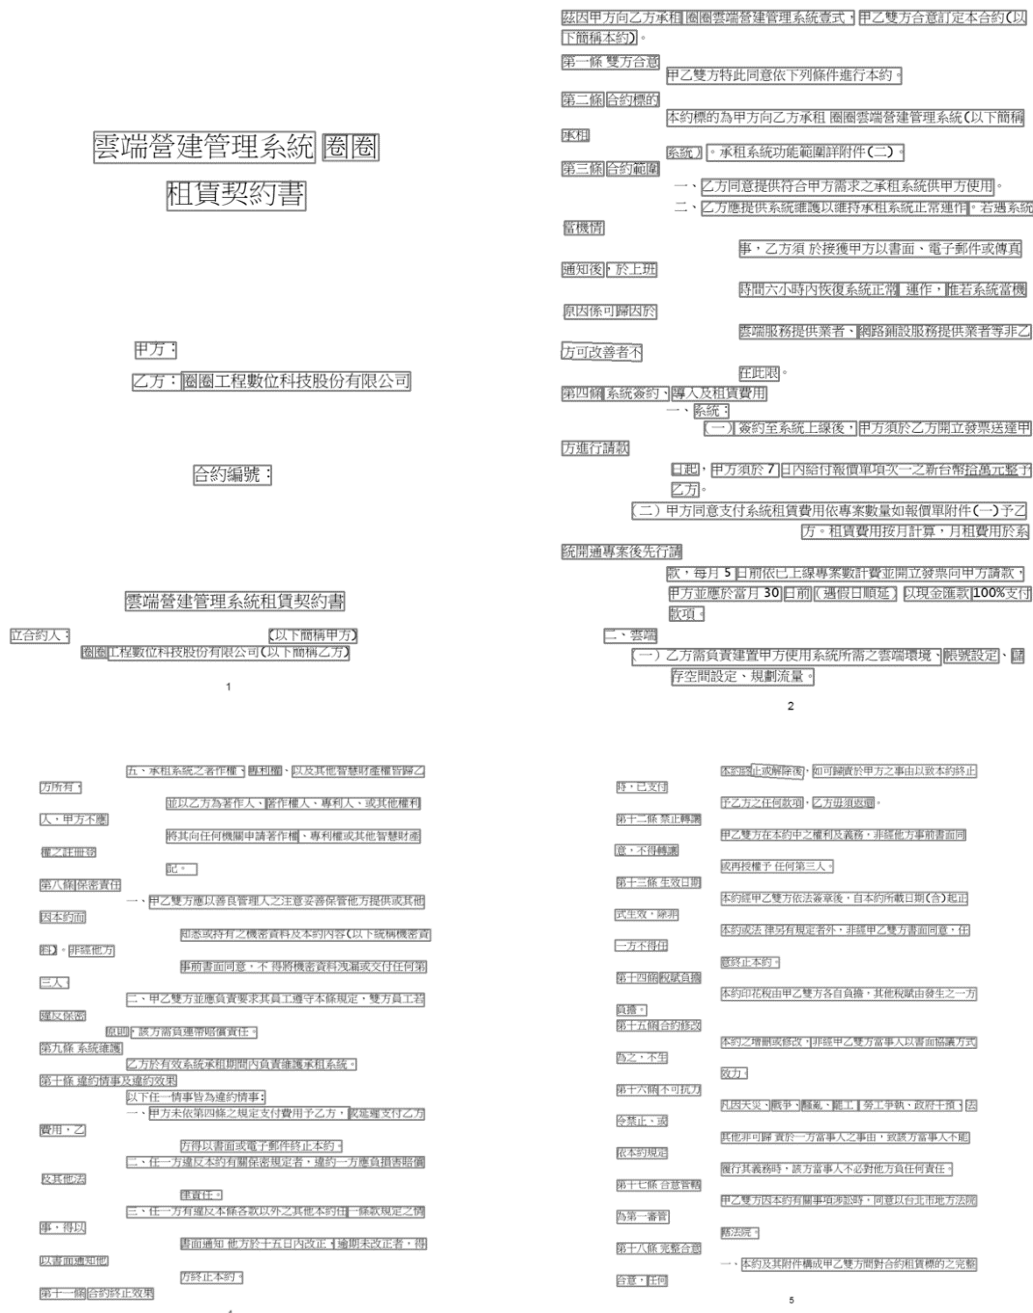 雲端營建管理系統 圈圈
租賃契約書
甲方：
乙方：圈圈工程數位科技股份有限公司
合約編號：
雲端營建管理系統租賃契約書
立合約人： (以下簡稱甲方)
圈圈工程數位科技股份有限公司(以下簡稱乙方)
1
茲因甲方向乙方承租 圈圈雲端營建管理系統壹式，甲乙雙方合意訂定本合約(以
下簡稱本約)。
第一條 雙方合意
甲乙雙方特此同意依下列條件進行本約。
第二條 合約標的
本約標的為甲方向乙方承租 圈圈雲端營建管理系統(以下簡稱
承租
系統)。承租系統功能範圍詳附件(二)。
第三條 合約範圍
一、乙方同意提供符合甲方需求之承租系統供甲方使用。
二、乙方應提供系統維護以維持承租系統正常運作。若遇系統
當機情
事，乙方須 於接獲甲方以書面、電子郵件或傳真
通知後，於上班
時間六小時內恢復系統正常 運作，惟若系統當機
原因係可歸因於
雲端服務提供業者、網路鋪設服務提供業者等非乙
方可改善者不
在此限。
第四條 系統簽約、導入及租賃費用
一、系統：
(一) 簽約至系統上線後，甲方須於乙方開立發票送達甲
方進行請款
日起，甲方須於 7 日內給付報價單項次一之新台幣拾萬元整予
乙方。
(二) 甲方同意支付系統租賃費用依專案數量如報價單附件(一)予乙
方。租賃費用按月計算，月租費用於系
統開通專案後先行請
款，每月 5 日前依已上線專案數計費並開立發票向甲方請款，
甲方並應於當月 30 日前 (遇假日順延) 以現金匯款 100%支付
款項。
二、雲端
(一) 乙方需負責建置甲方使用系統所需之雲端環境、帳號設定、儲
存空間設定、規劃流量。
2
五、承租系統之著作權、專利權、以及其他智慧財產權皆歸乙
方所有，
並以乙方為著作人、著作權人、專利人、或其他權利
人，甲方不應
將其向任何機關申請著作權、專利權或其他智慧財產
權之註冊登
記。
第八條 保密責任
一、甲乙雙方應以善良管理人之注意妥善保管他方提供或其他
因本約而
知悉或持有之機密資料及本約內容(以下統稱機密資
料)。非經他方
事前書面同意，不 得將機密資料洩漏或交付任何第
三人。
二、甲乙雙方並應負責要求其員工遵守本條規定，雙方員工若
違反保密
原則，該方需負連帶賠償責任。
第九條 系統維護
乙方於有效系統承租期間內負責維護承租系統。
第十條 違約情事及違約效果
以下任一情事皆為違約情事:
一、甲方未依第四條之規定支付費用予乙方，或延遲支付乙方
費用，乙
方得以書面或電子郵件終止本約。
二、任一方違反本約有關保密規定者，違約一方應負損害賠償
及其他法
律責任。
三、任一方有違反本條各款以外之其他本約任一條款規定之情
事，得以
書面通知 他方於十五日內改正，逾期未改正者，得
以書面通知他
方終止本約。
第十一條 合約終止效果
本約終止或解除後，如可歸責於甲方之事由以致本約終止
時，已支付
予乙方之任何款項，乙方毋須返還。
第十二條 禁止轉讓
甲乙雙方在本約中之權利及義務，非經他方事前書面同
意，不得轉讓
或再授權予 任何第三人。
第十三條 生效日期
本約經甲乙雙方依法簽章後，自本約所載日期(含)起正
式生效，除非
本約或法 律另有規定者外，非經甲乙雙方書面同意，任
一方不得任
意終止本約。
第十四條 稅賦負擔
本約印花稅由甲乙雙方各自負擔，其他稅賦由發生之一方
負擔。
第十五條 合約修改
本約之增刪或修改，非經甲乙雙方當事人以書面協議方式
為之，不生
效力。
第十六條 不可抗力
凡因天災、戰爭、騷亂、罷工、勞工爭執、政府干預、法
令禁止，或
其他非可歸 責於一方當事人之事由，致該方當事人不能
依本約規定
履行其義務時，該方當事人不必對他方負任何責任。
第十七條 合意管轄
甲乙雙方因本約有關事項涉訟時，同意以台北市地方法院
為第一審管
轄法院。
第十八條 完整合意
一、本約及其附件構成甲乙雙方間對合約租賃標的之完整
合意，任何
5